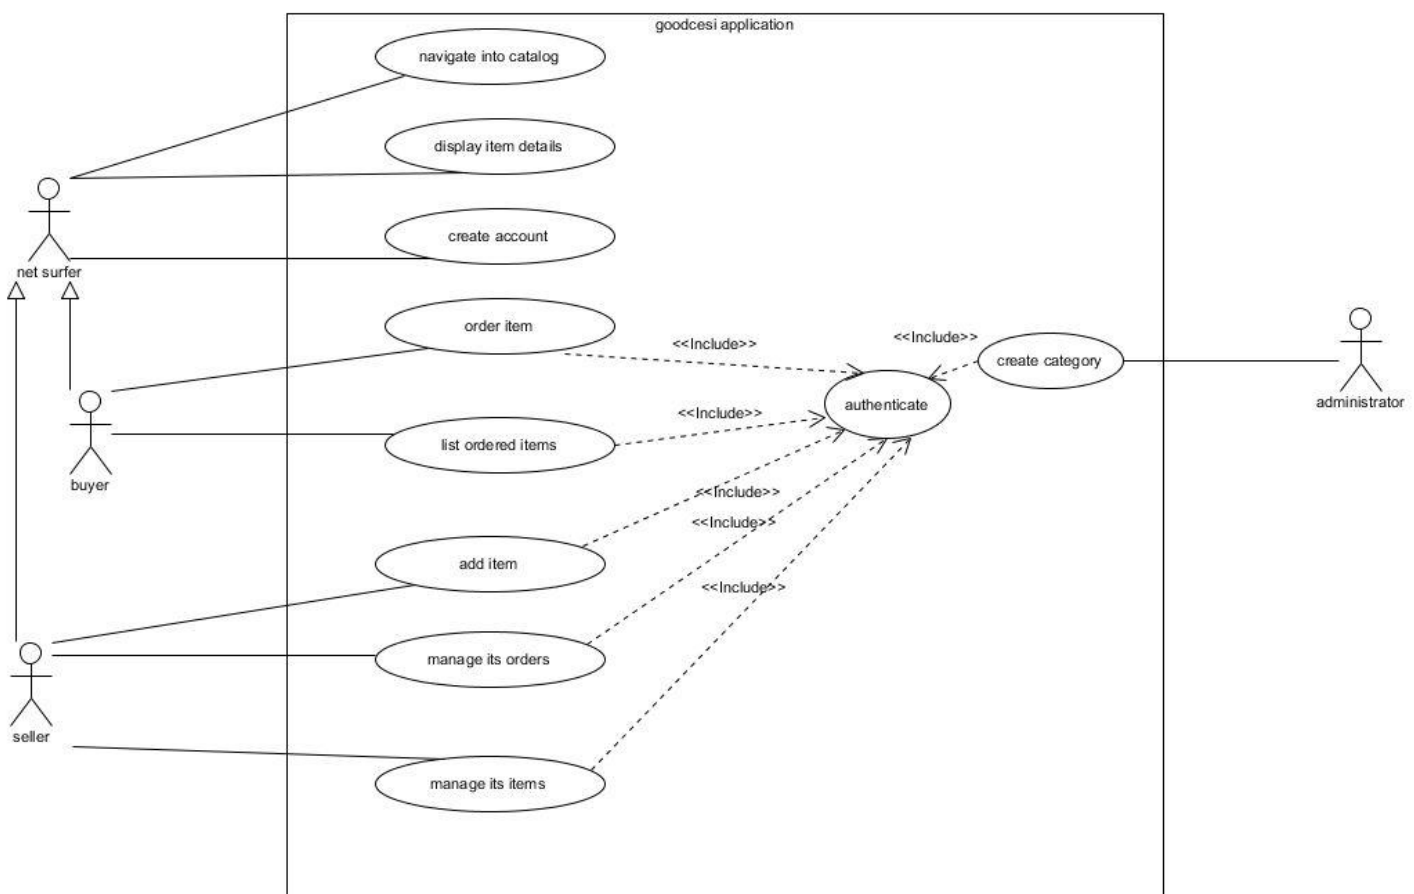 goodcesi application
navigate into catalog
display item details
net surfer
create account
order item
<<Include>>
<<Include>>
create category
administrator
authenticate
buyer
list ordered items
<<Include>>
<<Include>>
<<Include>>
add item
<<Include>>
seller
manage its orders
manage its items